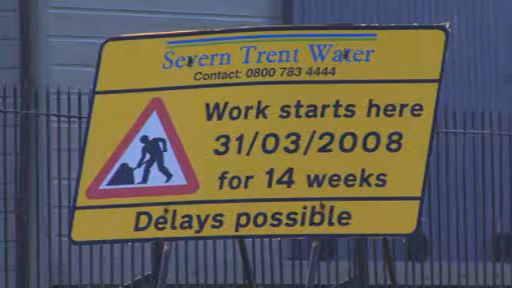 Severn Trent Water
Contact: 0800 783 4444
Work starts here
31/03/2008
for 14 weeks
Delays possible